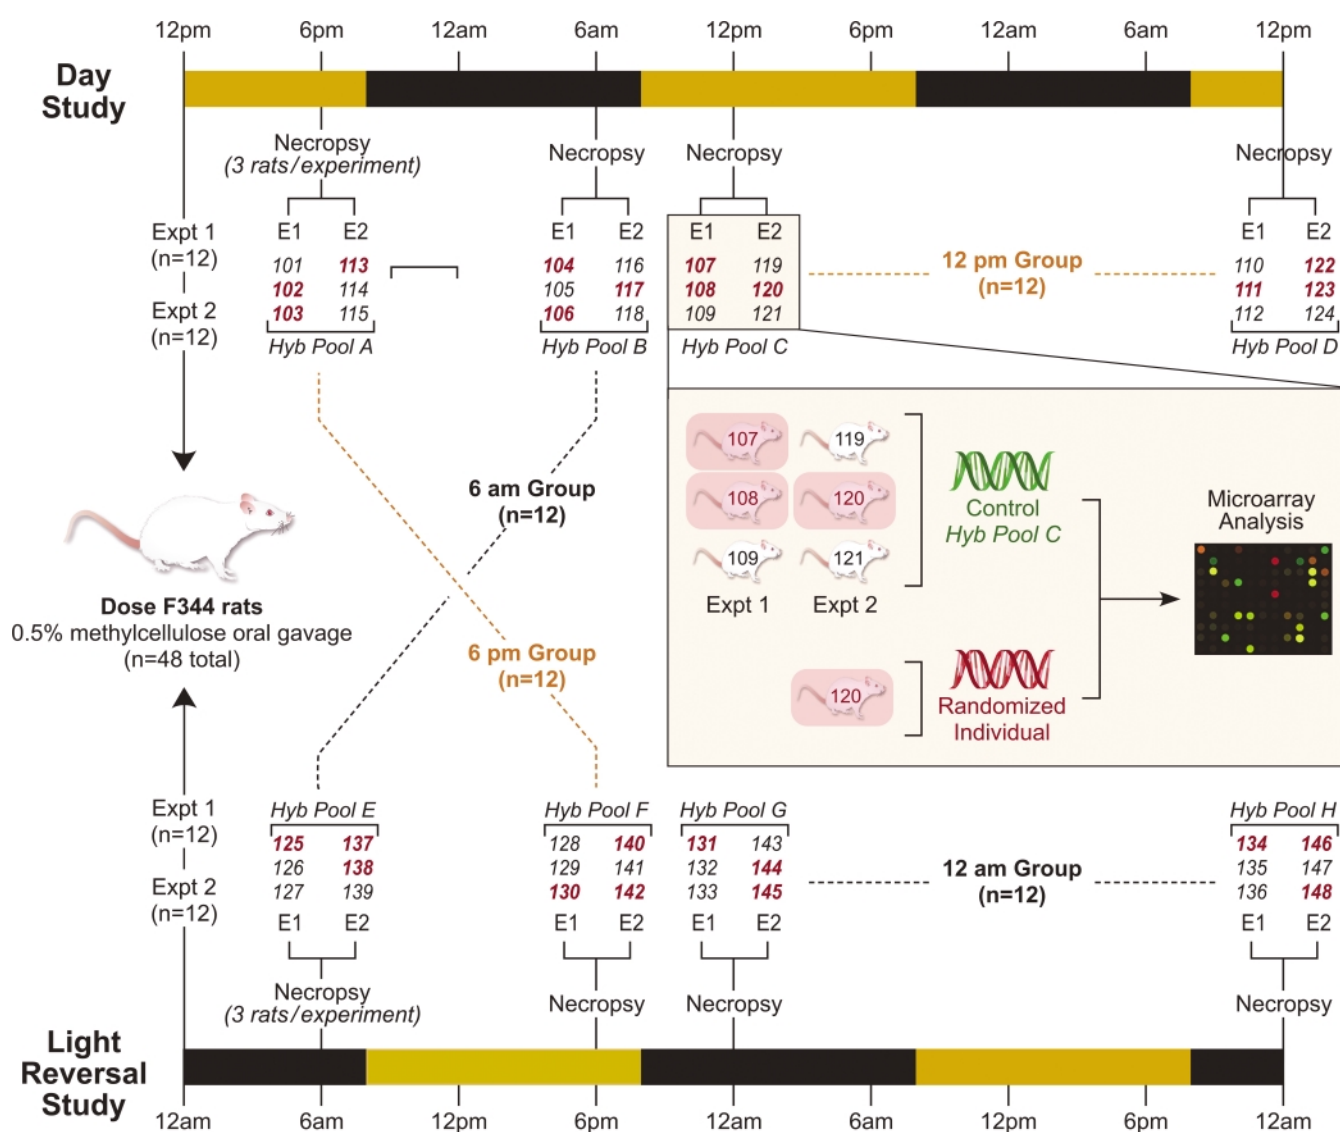 12pm 6pm 12am 6am 12pm 6pm 12am 6am 12pm
Day
Study
Necropsy
(3 rats/experiment)
Necropsy
Necropsy
Necropsy
Expt 1
(n=12)
Expt 2
(n=12)
E1 E2
101 113
102 114
103 115
Hyb Pool A
E1 E2
104 116
105 117
106 118
Hyb Pool B
E1 E2
107 119
108 120
109 121
Hyb Pool C
12 pm Group
(n=12)
E1 E2
110 122
111 123
112 124
Hyb Pool D
6 am Group
(n=12)
6 pm Group
(n=12)
Dose F344 rats
0.5% methylcellulose oral gavage
(n=48 total)
107 119
108 120
109 121
Expt 1 Expt 2
Control
Hyb Pool C
120
Randomized
Individual
Microarray
Analysis
Expt 1
(n=12)
Expt 2
(n=12)
Hyb Pool E
125 137
126 138
127 139
E1 E2
Necropsy
(3 rats/experiment)
Hyb Pool F
128 140
129 141
130 142
E1 E2
Necropsy
Hyb Pool G
131 143
132 144
133 145
E1 E2
Necropsy
12 am Group
(n=12)
Hyb Pool H
134 146
135 147
136 148
E1 E2
Necropsy
Light
Reversal
Study
12am 6am 12pm 6pm 12am 6am 12pm 6pm 12am